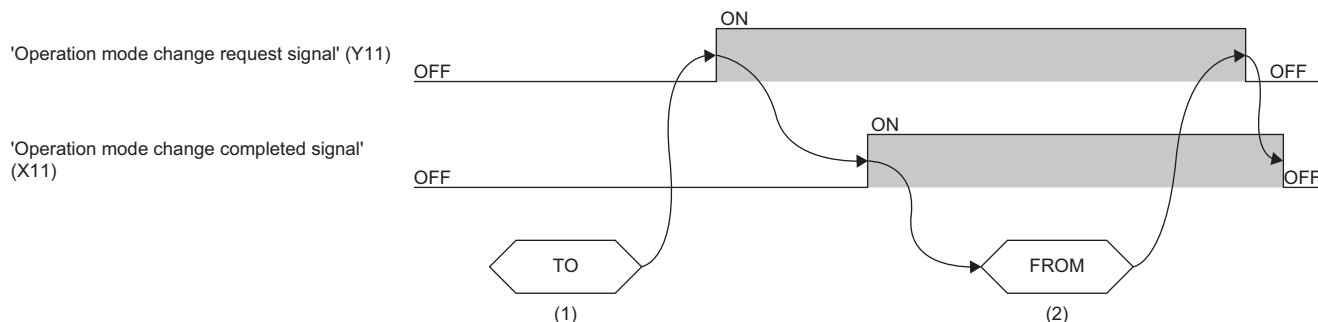 ON
'Operation mode change request signal' (Y11)
OFF
OFF
ON
'Operation mode change completed signal'
(X11)
OFF
OFF
TO
FROM
(1)
(2)